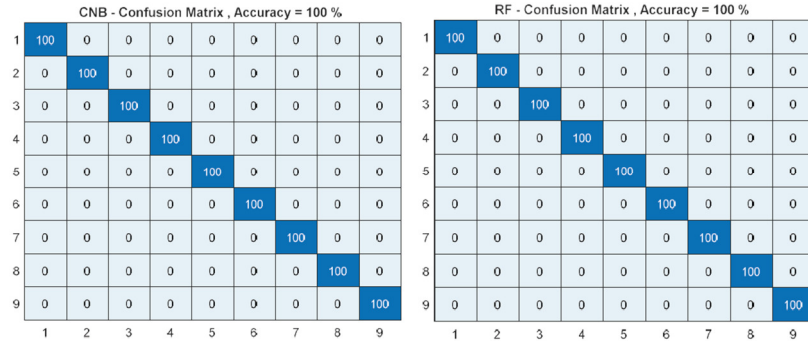 CNB - Confusion Matrix , Accuracy = 100 %
1 100 0 0 0 0 0 0 0 0
2 0 100 0 0 0 0 0 0 0
3 0 0 100 0 0 0 0 0 0
4 0 0 0 100 0 0 0 0 0
5 0 0 0 0 100 0 0 0 0
6 0 0 0 0 0 100 0 0 0
7 0 0 0 0 0 0 100 0 0
8 0 0 0 0 0 0 0 100 0
9 0 0 0 0 0 0 0 0 100
1 2 3 4 5 6 7 8 9
RF - Confusion Matrix , Accuracy = 100 %
1 100 0 0 0 0 0 0 0 0
2 0 100 0 0 0 0 0 0 0
3 0 0 100 0 0 0 0 0 0
4 0 0 0 100 0 0 0 0 0
5 0 0 0 0 100 0 0 0 0
6 0 0 0 0 0 100 0 0 0
7 0 0 0 0 0 0 100 0 0
8 0 0 0 0 0 0 0 100 0
9 0 0 0 0 0 0 0 0 100
1 2 3 4 5 6 7 8 9